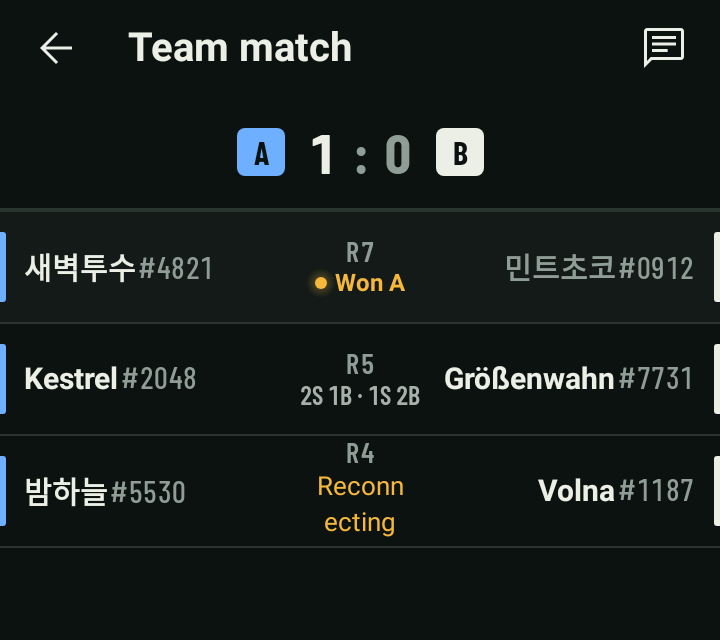 Team match
A 1 : 0 B
R7
새벽투수#4821 민트초코#0912
Won A
R5
Kestrel#2048 Größenwahn#7731
2S 1B · 1S 2B
R4
밤하늘#5530 Volna#1187
Reconn
ecting